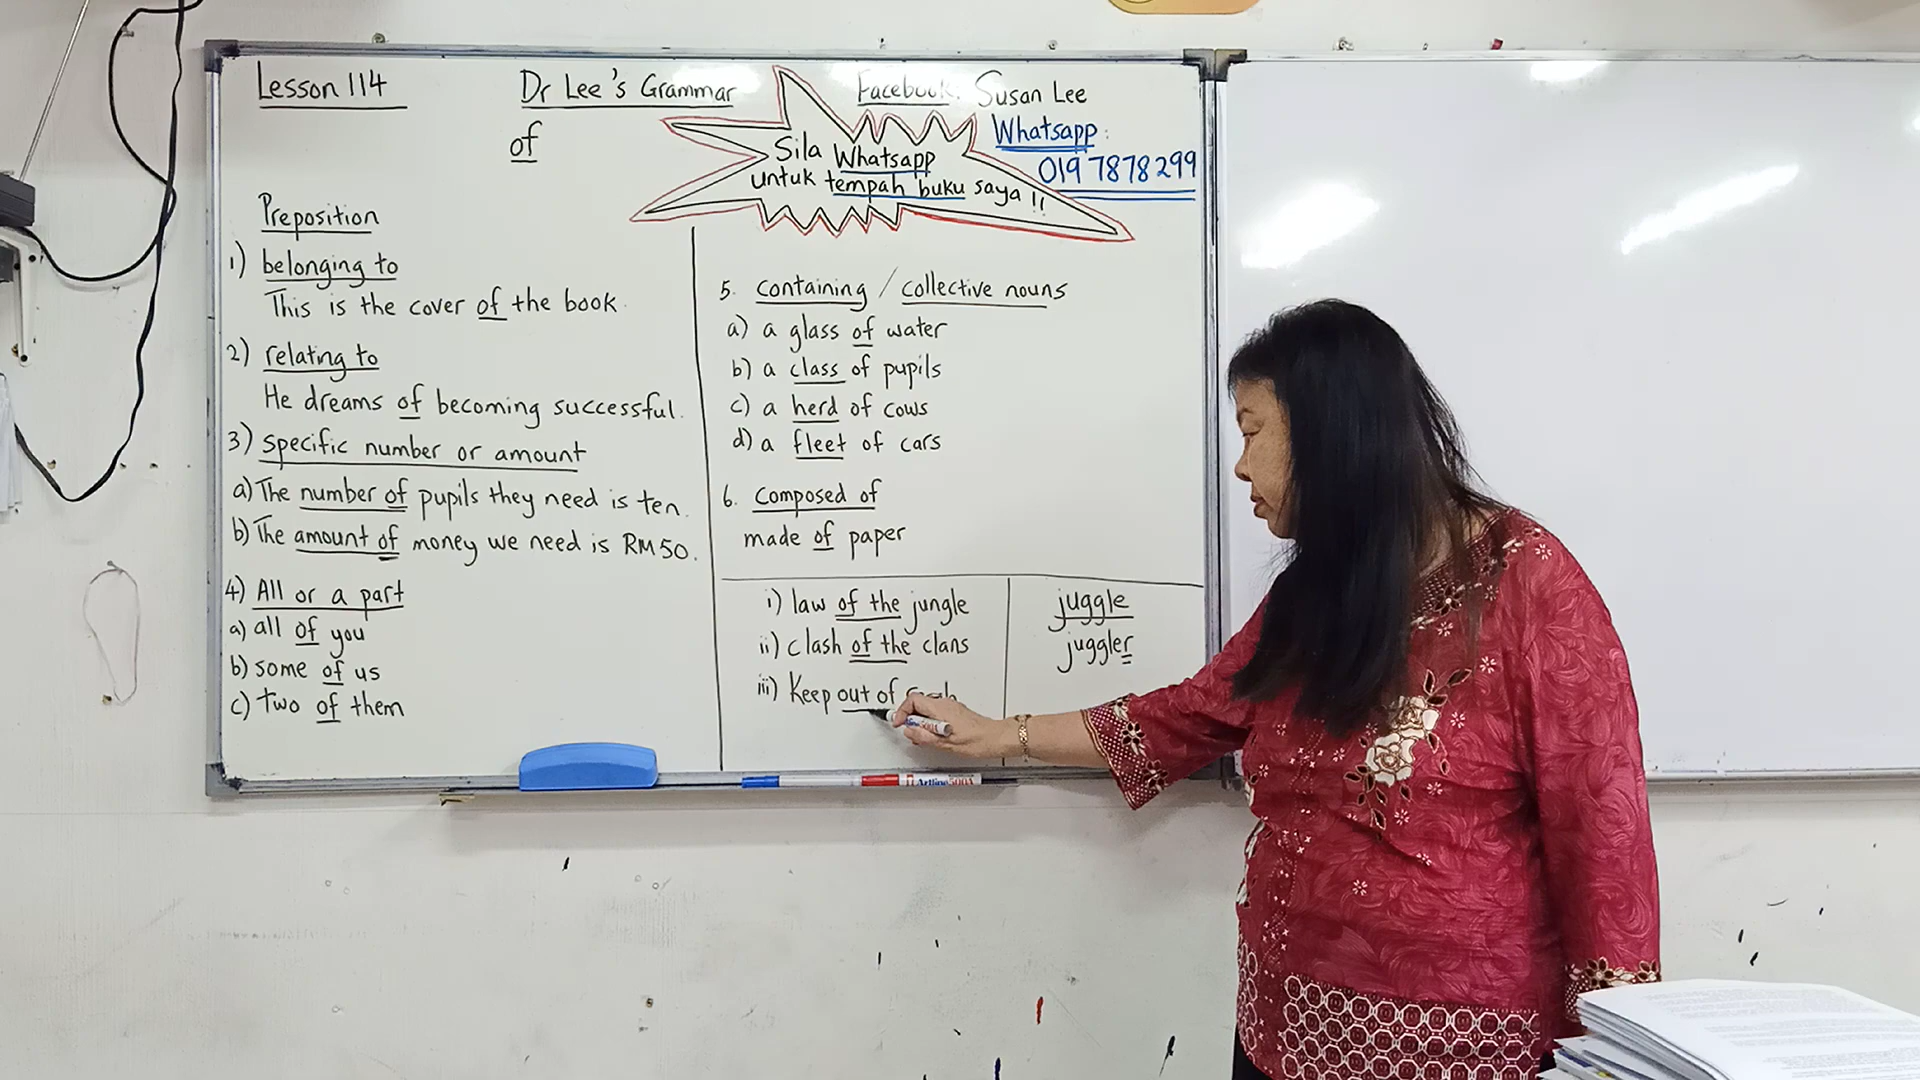 Lesson 114
Dr Lee's Grammar
of
Facebook: Susan Lee
Whatsapp:
019 7878299
Sila Whatsapp
untuk tempah buku saya !!
Preposition
1) belonging to
This is the cover of the book.
2) relating to
He dreams of becoming successful.
3) specific number or amount
a) The number of pupils they need is ten.
b) The amount of money we need is RM50.
4) All or a part
a) all of you
b) some of us
c) two of them
5. containing / collective nouns
a) a glass of water
b) a class of pupils
c) a herd of cows
d) a fleet of cars
6. composed of
made of paper
i) law of the jungle
ii) clash of the clans
iii) Keep out of
juggle
juggler
Artline 500A